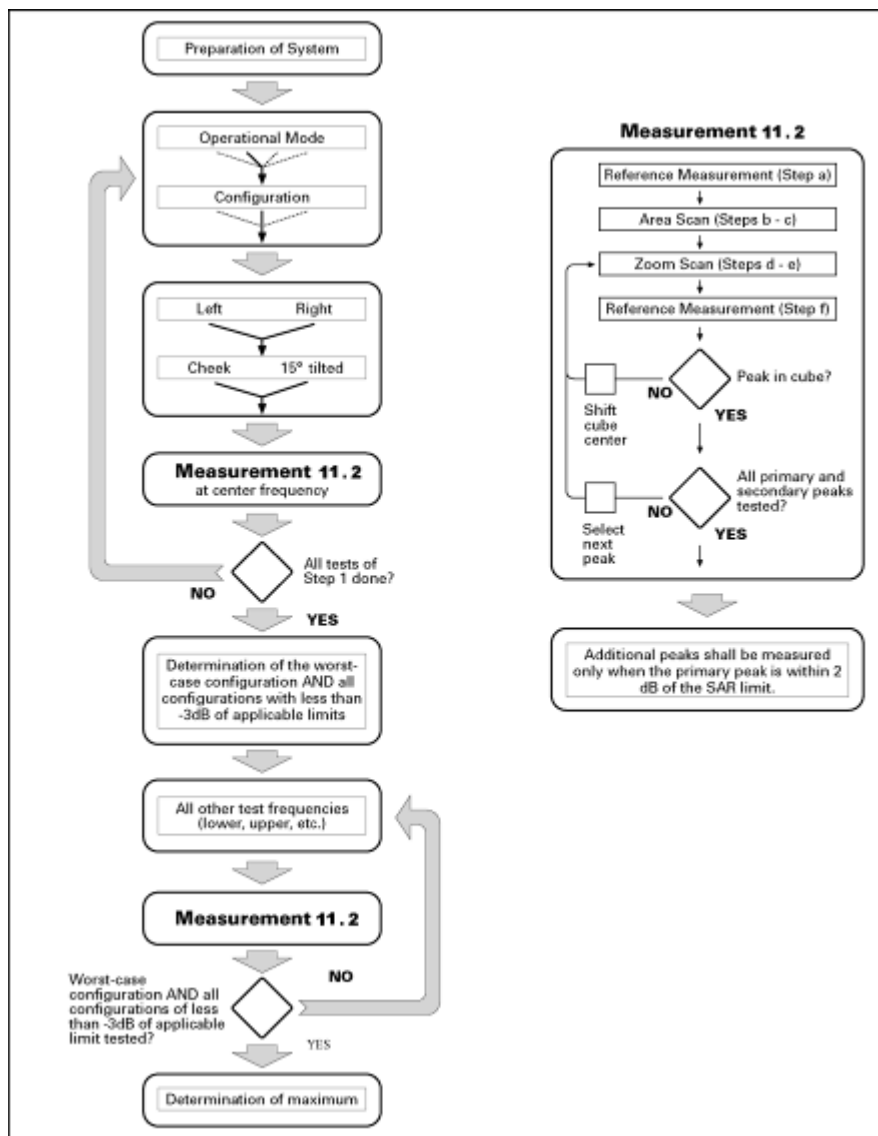 Preparation of System
Operational Mode
Configuration
Left Right
Cheek 15° tilted
Measurement 11.2
at center frequency
All tests of
Step 1 done?
NO
YES
Determination of the worst-
case configuration AND all
configurations with less than
-3dB of applicable limits
All other test frequencies
(lower, upper, etc.)
Measurement 11.2
NO
Worst-case
configuration AND all
configurations of less
than -3dB of applicable
limit tested?
YES
Determination of maximum
Measurement 11.2
Reference Measurement (Step a)
Area Scan (Steps b - c)
Zoom Scan (Steps d - e)
Reference Measurement (Step f)
Peak in cube?
NO
Shift
cube
center
YES
All primary and
secondary peaks
tested?
NO
Select
next
peak
YES
Additional peaks shall be measured
only when the primary peak is within 2
dB of the SAR limit.